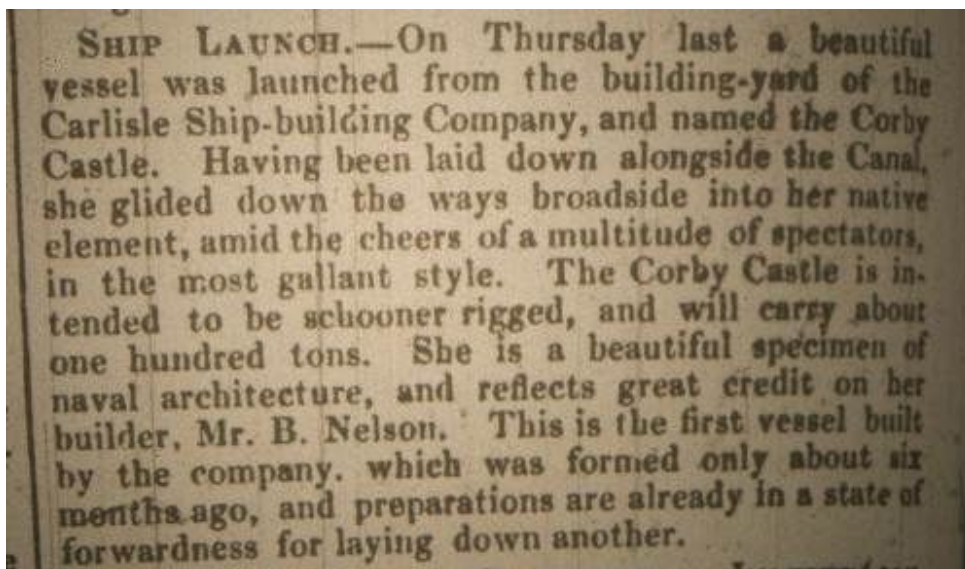 SHIP LAUNCH.—On Thursday last a beautiful
vessel was launched from the building-yard of the
Carlisle Ship-building Company, and named the Corby
Castle. Having been laid down alongside the Canal,
she glided down the ways broadside into her native
element, amid the cheers of a multitude of spectators,
in the most gallant style. The Corby Castle is in-
tended to be schooner rigged, and will carry about
one hundred tons. She is a beautiful specimen of
naval architecture, and reflects great credit on her
builder, Mr. B. Nelson. This is the first vessel built
by the company. which was formed only about six
months ago, and preparations are already in a state of
forwardness for laying down another.